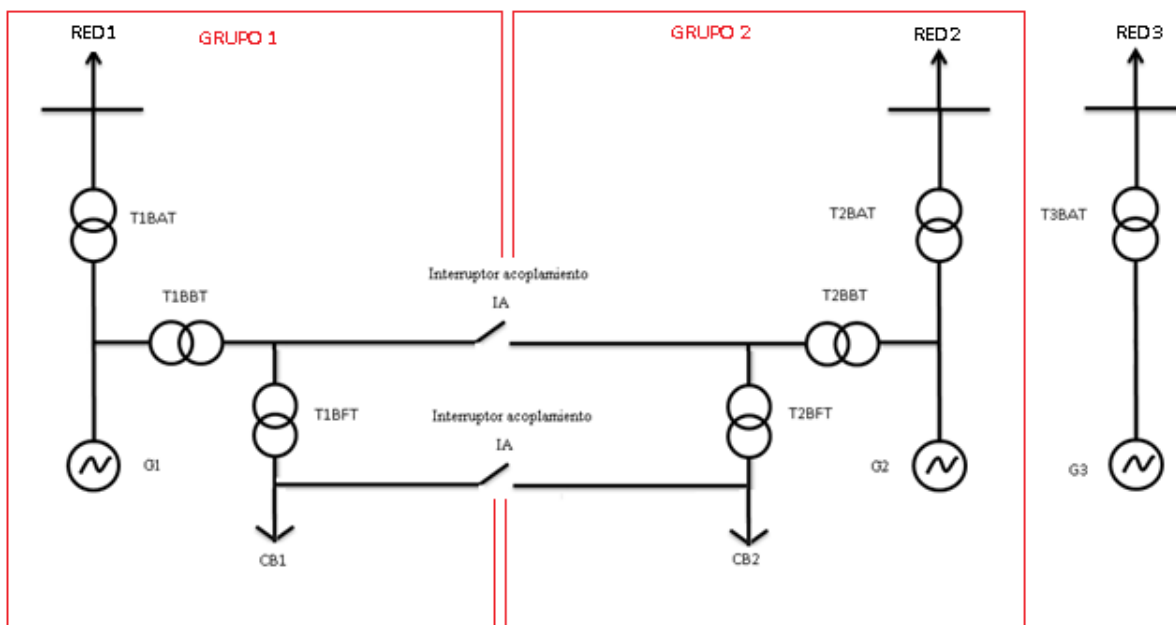 RED1
GRUPO 1
GRUPO 2
RED2
RED3
T1BAT
T2BAT
T3BAT
Interruptor acoplamiento
IA
T1BBT
T2BBT
T1BFT
Interruptor acoplamiento
IA
T2BFT
G1
G2
G3
CB1
CB2